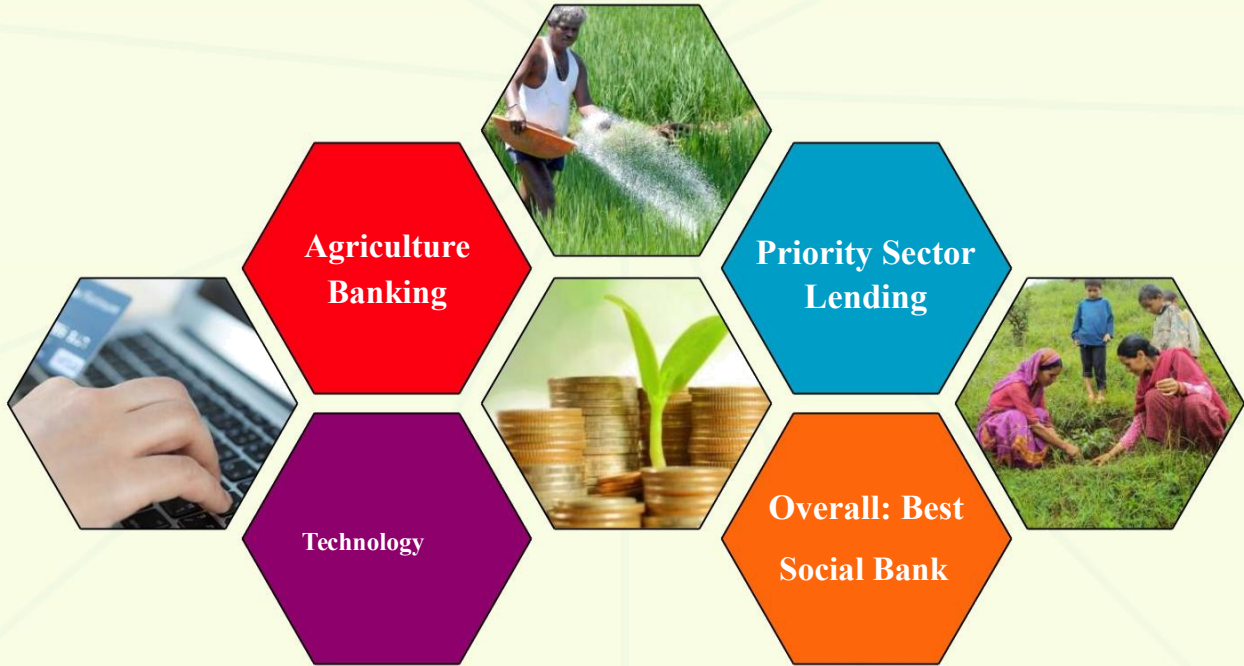 Agriculture
Banking
Priority Sector
Lending
Technology
Overall: Best
Social Bank